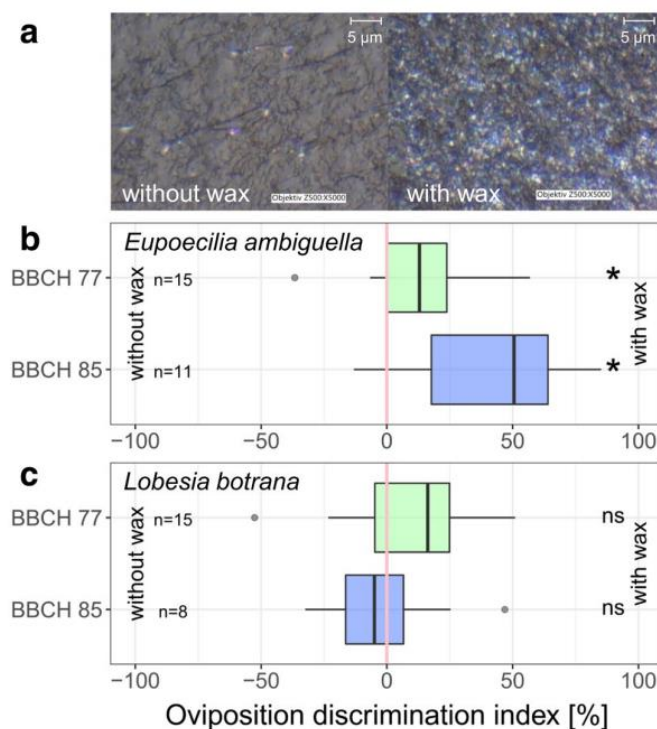 a
5 µm
5 µm
without wax
Objektiv Z500:X5000
with wax
Objektiv Z500:X5000
b
Eupoecilia ambiguella
BBCH 77
n=15
*
without wax
with wax
BBCH 85
n=11
*
−100
−50
0
50
100
c
Lobesia botrana
BBCH 77
n=15
ns
without wax
with wax
BBCH 85
n=8
ns
−100
−50
0
50
100
Oviposition discrimination index [%]